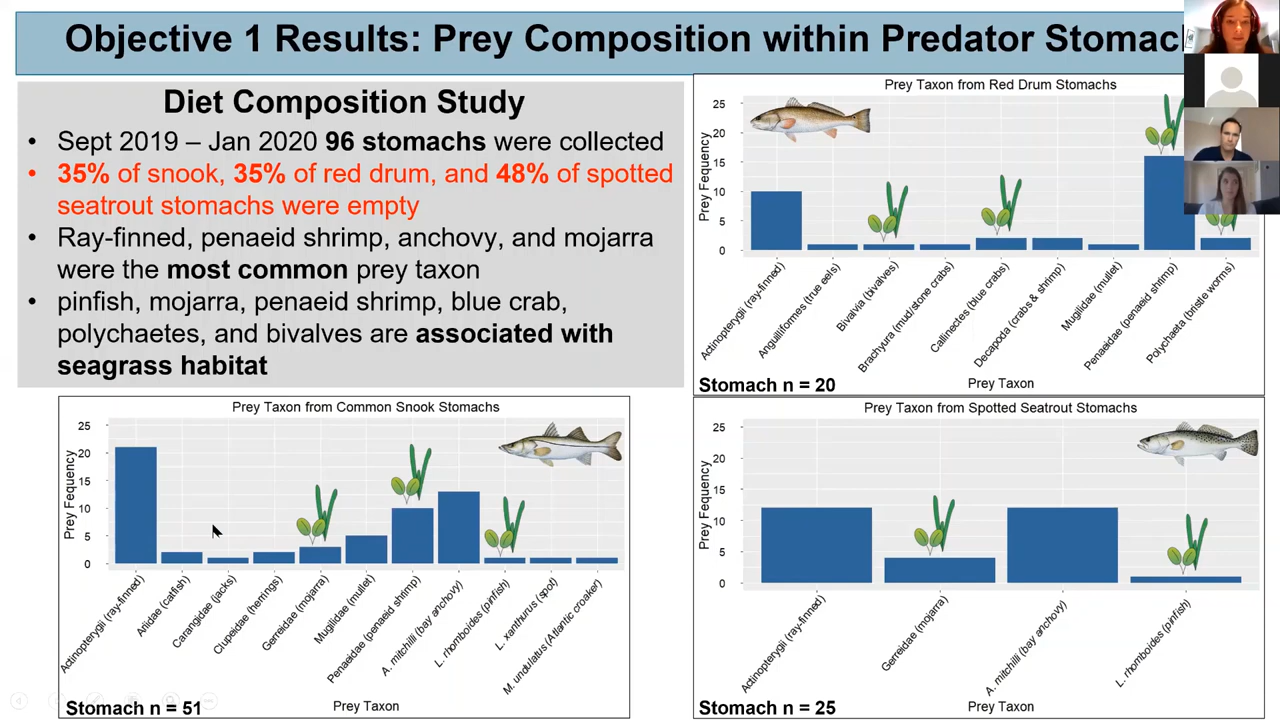 Objective 1 Results: Prey Composition within Predator Stomac
Diet Composition Study
• Sept 2019 – Jan 2020 96 stomachs were collected
• 35% of snook, 35% of red drum, and 48% of spotted
seatrout stomachs were empty
• Ray-finned, penaeid shrimp, anchovy, and mojarra
were the most common prey taxon
• pinfish, mojarra, penaeid shrimp, blue crab,
polychaetes, and bivalves are associated with
seagrass habitat
Prey Taxon from Red Drum Stomachs
Prey Fequency
25
20
15
10
5
0
Actinopterygii (ray-finned)
Anguilliformes (true eels)
Bivalvia (bivalves)
Brachyura (mud/stone crabs)
Callinectes (blue crabs)
Decapoda (crabs & shrimp)
Mugilidae (mullet)
Penaeidae (penaeid shrimp)
Polychaeta (bristle worms)
Stomach n = 20
Prey Taxon
Prey Taxon from Common Snook Stomachs
Prey Fequency
25
20
15
10
5
0
Actinopterygii (ray-finned)
Ariidae (catfish)
Carangidae (jacks)
Clupeidae (herrings)
Gerreidae (mojarra)
Mugilidae (mullet)
Penaeidae (penaeid shrimp)
A. mitchilli (bay anchovy)
L. rhomboides (pinfish)
L. xanthurus (spot)
M. undulatus (Atlantic croaker)
Stomach n = 51
Prey Taxon
Prey Taxon from Spotted Seatrout Stomachs
Prey Fequency
25
20
15
10
5
0
Actinopterygii (ray-finned)
Gerreidae (mojarra)
A. mitchilli (bay anchovy)
L. rhomboides (pinfish)
Stomach n = 25
Prey Taxon